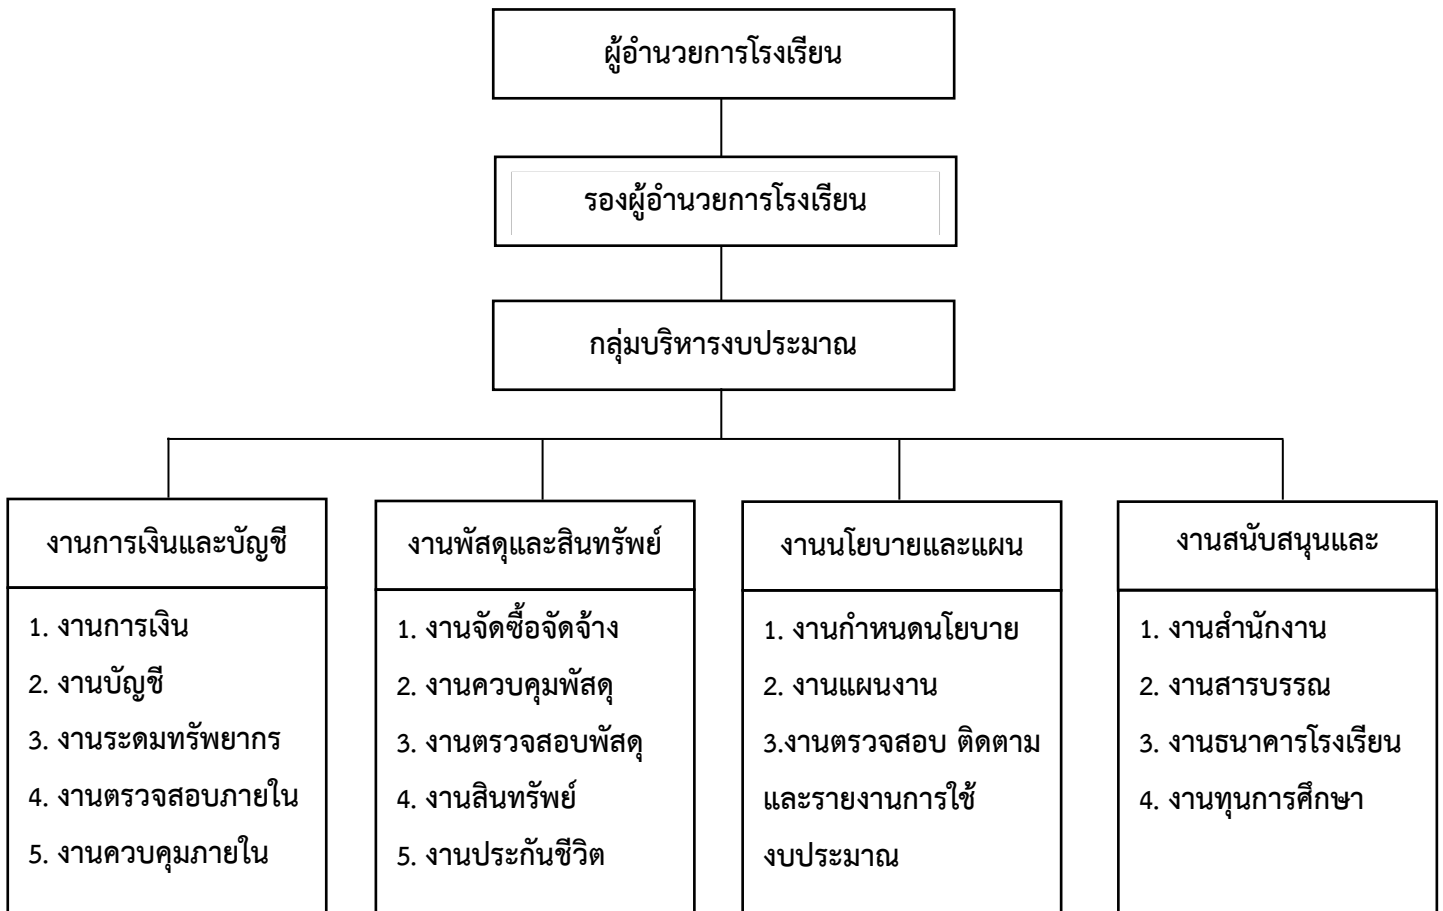 ผู้อำนวยการโรงเรียน
รองผู้อำนวยการโรงเรียน
กลุ่มบริหารงบประมาณ
งานการเงินและบัญชี
1. งานการเงิน
2. งานบัญชี
3. งานระดมทรัพยากร
4. งานตรวจสอบภายใน
5. งานควบคุมภายใน
งานพัสดุและสินทรัพย์
1. งานจัดซื้อจัดจ้าง
2. งานควบคุมพัสดุ
3. งานตรวจสอบพัสดุ
4. งานสินทรัพย์
5. งานประกันชีวิต
งานนโยบายและแผน
1. งานกำหนดนโยบาย
2. งานแผนงาน
3.งานตรวจสอบ ติดตาม
และรายงานการใช้
งบประมาณ
งานสนับสนุนและ
1. งานสำนักงาน
2. งานสารบรรณ
3. งานธนาคารโรงเรียน
4. งานทุนการศึกษา